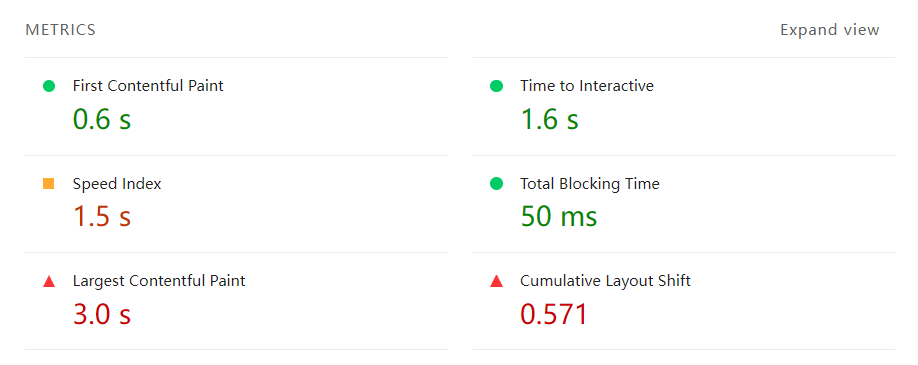 METRICS
Expand view
First Contentful Paint
0.6 s
Time to Interactive
1.6 s
Speed Index
1.5 s
Total Blocking Time
50 ms
Largest Contentful Paint
3.0 s
Cumulative Layout Shift
0.571